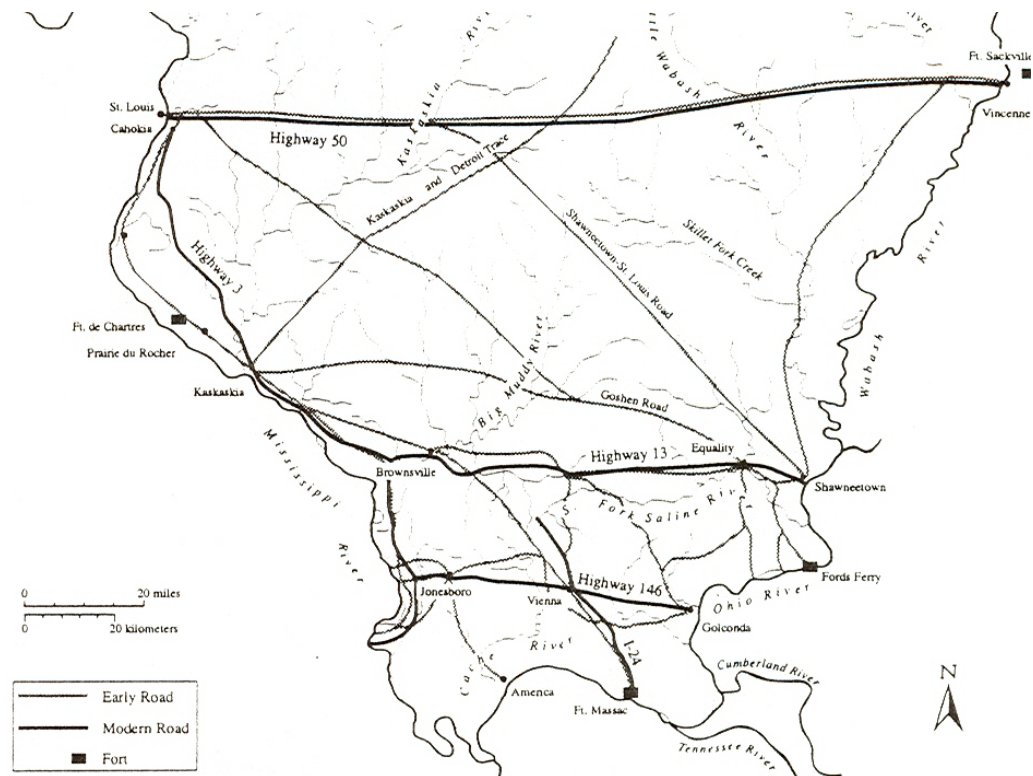 River
River
River
Ft. Sackville
Wabash
River
St. Louis
Cahokia
Highway 50
Kaskaskia
Kaskaskia and Detroit Trace
Vincennes
Shawneetown-St. Louis Road
Skillet Fork Creek
River
Wabash
Highway 3
Ft. de Chartres
Prairie du Rocher
Kaskaskia
Big Muddy River
Goshen Road
Mississippi
River
Brownsville
Highway 13
Equality
Shawneetown
S. Fork Saline River
Fords Ferry
Ohio River
Jonesboro
Vienna
Highway 146
Golconda
20 miles
0
20 kilometers
0
Cache River
I-24
America
Ft. Massac
Cumberland River
Tennessee River
N
Early Road
Modern Road
Fort